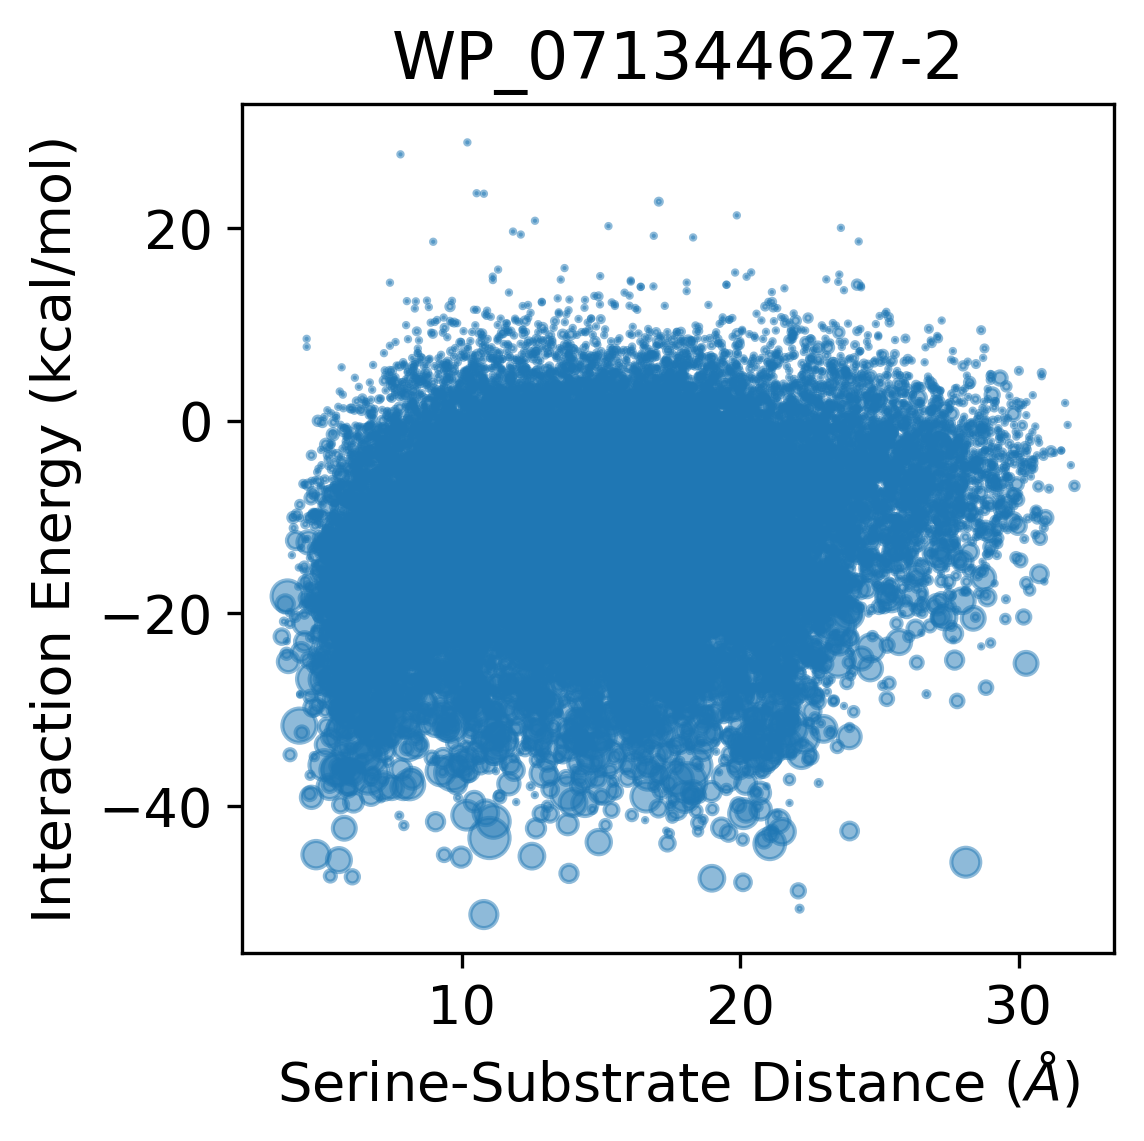 WP_071344627-2
Interaction Energy (kcal/mol)
20
0
−20
−40
10 20 30
Serine-Substrate Distance (Å)